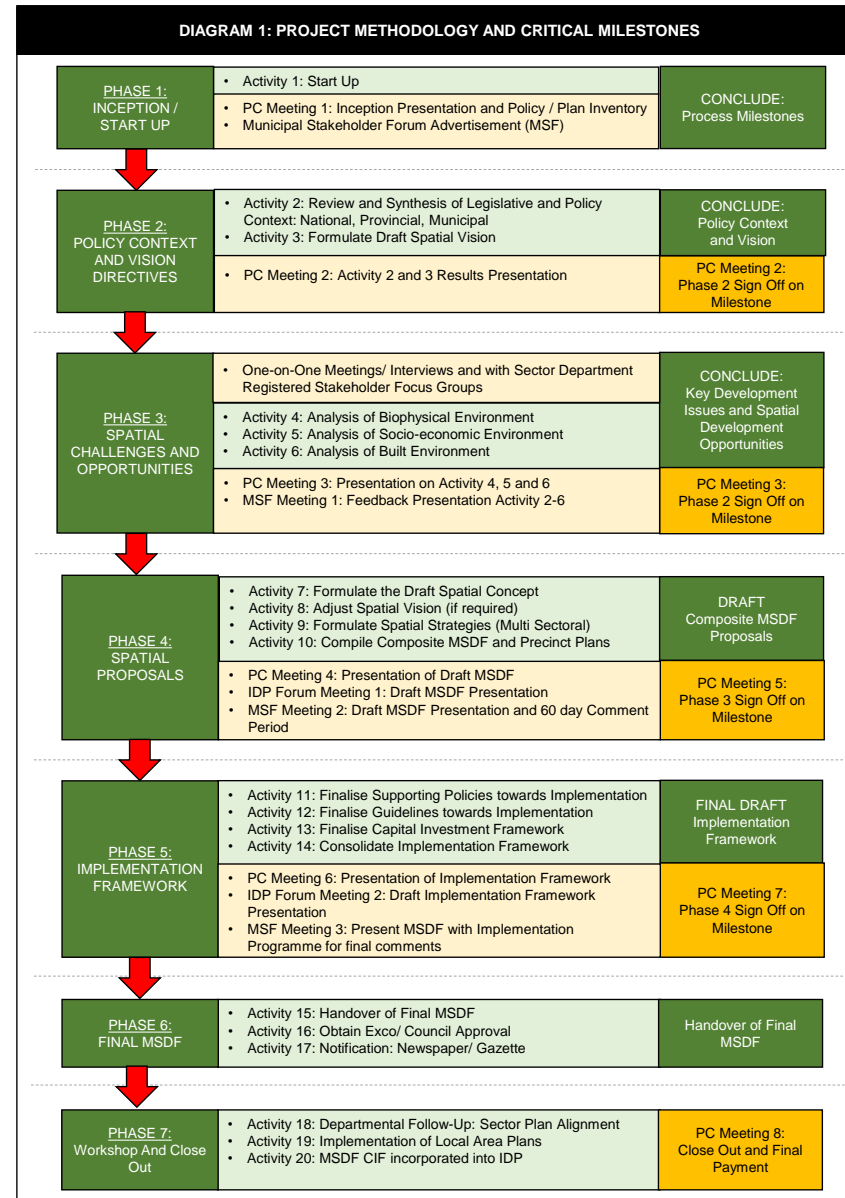 DIAGRAM 1: PROJECT METHODOLOGY AND CRITICAL MILESTONES
PHASE 1:
INCEPTION /
START UP
• Activity 1: Start Up
• PC Meeting 1: Inception Presentation and Policy / Plan Inventory
• Municipal Stakeholder Forum Advertisement (MSF)
CONCLUDE:
Process Milestones
PHASE 2:
POLICY CONTEXT
AND VISION
DIRECTIVES
• Activity 2: Review and Synthesis of Legislative and Policy
Context: National, Provincial, Municipal
• Activity 3: Formulate Draft Spatial Vision
• PC Meeting 2: Activity 2 and 3 Results Presentation
CONCLUDE:
Policy Context
and Vision
PC Meeting 2:
Phase 2 Sign Off on
Milestone
PHASE 3:
SPATIAL
CHALLENGES AND
OPPORTUNITIES
• One-on-One Meetings/ Interviews and with Sector Department
Registered Stakeholder Focus Groups
• Activity 4: Analysis of Biophysical Environment
• Activity 5: Analysis of Socio-economic Environment
• Activity 6: Analysis of Built Environment
• PC Meeting 3: Presentation on Activity 4, 5 and 6
• MSF Meeting 1: Feedback Presentation Activity 2-6
CONCLUDE:
Key Development
Issues and Spatial
Development
Opportunities
PC Meeting 3:
Phase 2 Sign Off on
Milestone
PHASE 4:
SPATIAL
PROPOSALS
• Activity 7: Formulate the Draft Spatial Concept
• Activity 8: Adjust Spatial Vision (if required)
• Activity 9: Formulate Spatial Strategies (Multi Sectoral)
• Activity 10: Compile Composite MSDF and Precinct Plans
• PC Meeting 4: Presentation of Draft MSDF
• IDP Forum Meeting 1: Draft MSDF Presentation
• MSF Meeting 2: Draft MSDF Presentation and 60 day Comment
Period
DRAFT
Composite MSDF
Proposals
PC Meeting 5:
Phase 3 Sign Off on
Milestone
PHASE 5:
IMPLEMENTATION
FRAMEWORK
• Activity 11: Finalise Supporting Policies towards Implementation
• Activity 12: Finalise Guidelines towards Implementation
• Activity 13: Finalise Capital Investment Framework
• Activity 14: Consolidate Implementation Framework
• PC Meeting 6: Presentation of Implementation Framework
• IDP Forum Meeting 2: Draft Implementation Framework
Presentation
• MSF Meeting 3: Present MSDF with Implementation
Programme for final comments
FINAL DRAFT
Implementation
Framework
PC Meeting 7:
Phase 4 Sign Off on
Milestone
PHASE 6:
FINAL MSDF
• Activity 15: Handover of Final MSDF
• Activity 16: Obtain Exco/ Council Approval
• Activity 17: Notification: Newspaper/ Gazette
Handover of Final
MSDF
PHASE 7:
Workshop And Close
Out
• Activity 18: Departmental Follow-Up: Sector Plan Alignment
• Activity 19: Implementation of Local Area Plans
• Activity 20: MSDF CIF incorporated into IDP
PC Meeting 8:
Close Out and Final
Payment